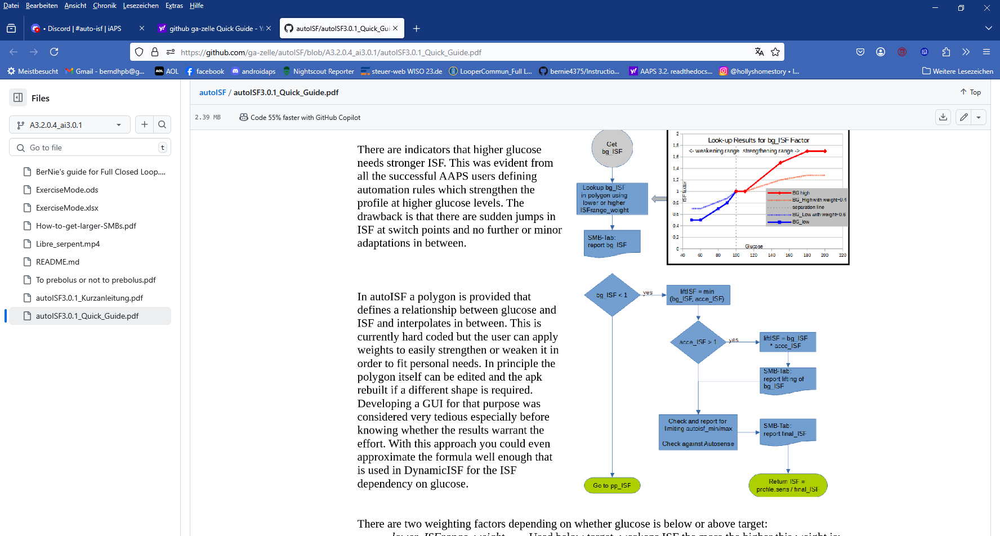 Datei Bearbeiten Ansicht Chronik Lesezeichen Extras Hilfe
• Discord | #auto-isf | iAPS
github ga-zelle Quick Guide - Y
autoISF/autoISF3.0.1_Quick_Gui
https://github.com/ga-zelle/autoISF/blob/A3.2.0.4_ai3.0.1/autoISF3.0.1_Quick_Guide.pdf
Meistbesucht Gmail - berndhpb@g... AOL AOL facebook androidaps Nightscout Reporter steuer-web WISO 23.de LooperCommun_Full L... bernie4375/Instructio... AAPS 3.2. readthedocs... @hollyshomestory • I... Weitere Lesezeichen
Files
A3.2.0.4_ai3.0.1
Go to file
t
BerNie's guide for Full Closed Loop....
ExerciseMode.ods
ExerciseMode.xlsx
How-to-get-larger-SMBs.pdf
Libre_serpent.mp4
README.md
To prebolus or not to prebolus.pdf
autoISF3.0.1_Kurzanleitung.pdf
autoISF3.0.1_Quick_Guide.pdf
autoISF / autoISF3.0.1_Quick_Guide.pdf
Top
2.39 MB
Code 55% faster with GitHub Copilot
There are indicators that higher glucose
needs stronger ISF. This was evident from
all the successful AAPS users defining
automation rules which strengthen the
profile at higher glucose levels. The
drawback is that there are sudden jumps in
ISF at switch points and no further or minor
adaptations in between.
In autoISF a polygon is provided that
defines a relationship between glucose and
ISF and interpolates in between. This is
currently hard coded but the user can apply
weights to easily strengthen or weaken it in
order to fit personal needs. In principle the
polygon itself can be edited and the apk
rebuilt if a different shape is required.
Developing a GUI for that purpose was
considered very tedious especially before
knowing whether the results warrant the
effort. With this approach you could even
approximate the formula well enough that
is used in DynamicISF for the ISF
dependency on glucose.
Get
bg_ISF
Lookup bg_ISF
in polygon using
lower or higher
ISFrange_weight
SMB-Tab:
report bg_ISF
Look-up Results for bg_ISF Factor
<- weakening range strengthening range ->
2
1,8
1,6
1,4
1,2
1
0,8
0,6
0,4
0,2
0
ISF factor
BG high
BG_High with weight=0.4
separation line
BG_Low with weight=0.6
BG_low
Glucose
40 60 80 100 120 140 160 180 200 220
bg_ISF < 1
yes
liftISF = min
(bg_ISF, acce_ISF)
acce_ISF > 1
yes
liftISF = bg_ISF
* acce_ISF
SMB-Tab:
report lifting of
bg_ISF
Check and report for
limiting autoisf_min/max
Check against Autosense
SMB-Tab:
report final_ISF
Go to pp_ISF
Return ISF =
profile.sens / final_ISF
There are two weighting factors depending on whether glucose is below or above target:
lower_ISFrange_weight Used below target, weakens ISF the more the higher this weight is;